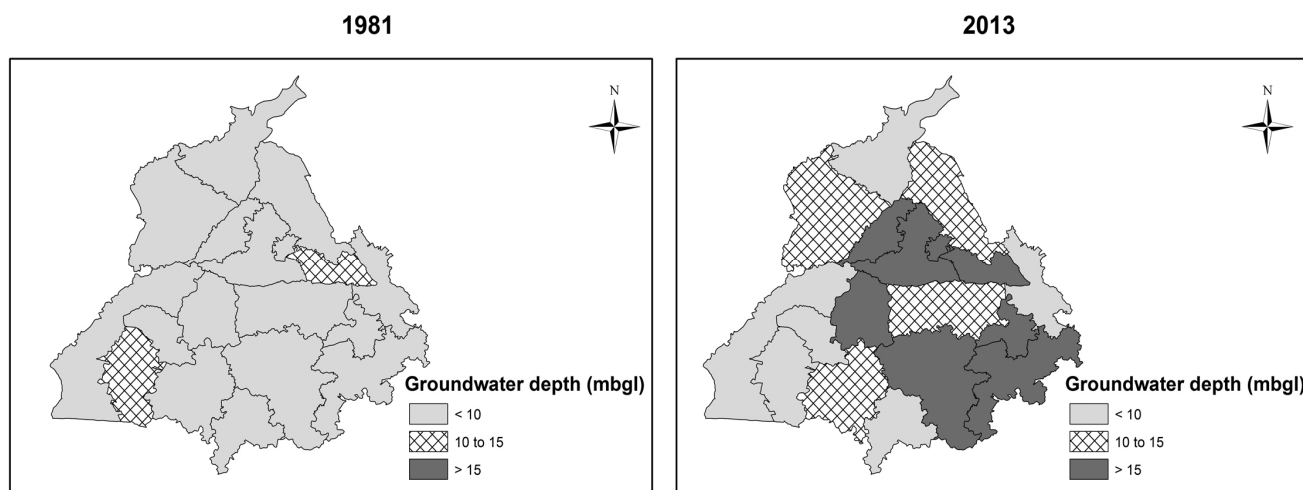 1981
N
Groundwater depth (mbgl)
< 10
10 to 15
> 15
2013
N
Groundwater depth (mbgl)
< 10
10 to 15
> 15